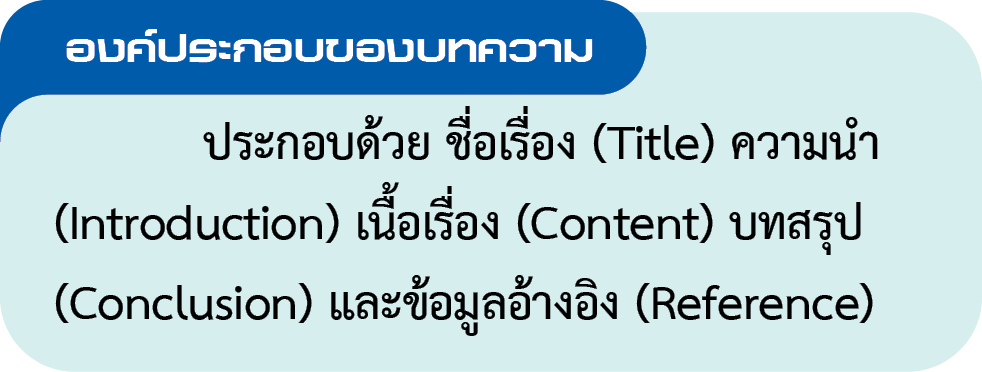 องค์ประกอบของบทความ
ประกอบด้วย ชื่อเรื่อง (Title) ความนำ
(Introduction) เนื้อเรื่อง (Content) บทสรุป
(Conclusion) และข้อมูลอ้างอิง (Reference)